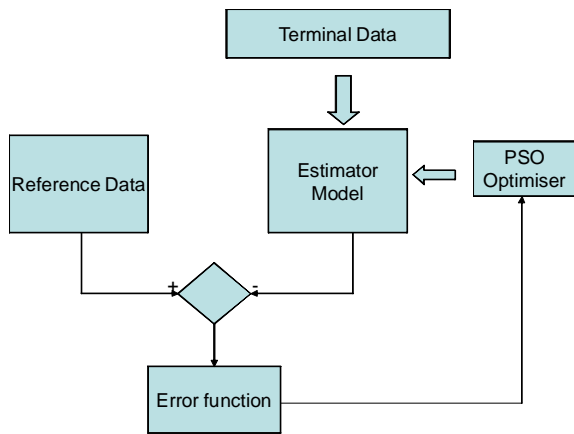 Terminal Data
Reference Data
Estimator
Model
PSO
Optimiser
+
-
Error function